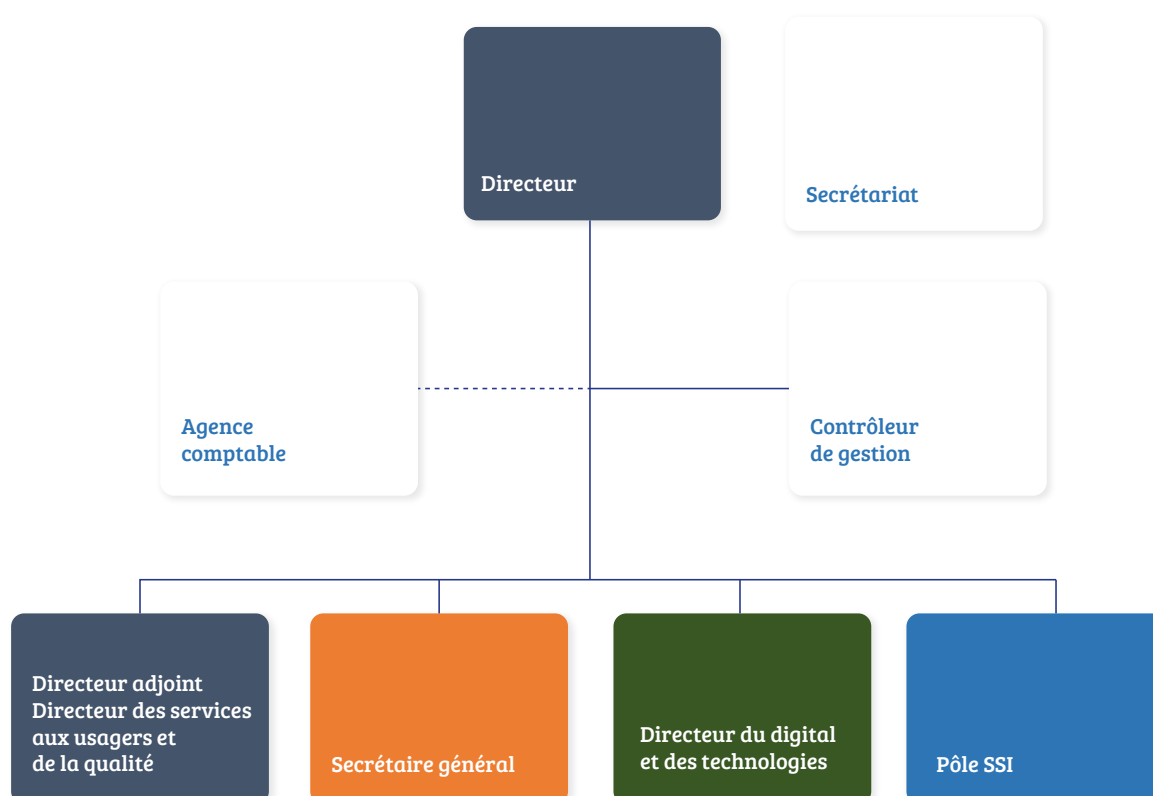 Directeur
Secrétariat
Agence
comptable
Contrôleur
de gestion
Directeur adjoint
Directeur des services
aux usagers et
de la qualité
Secrétaire général
Directeur du digital
et des technologies
Pôle SSI